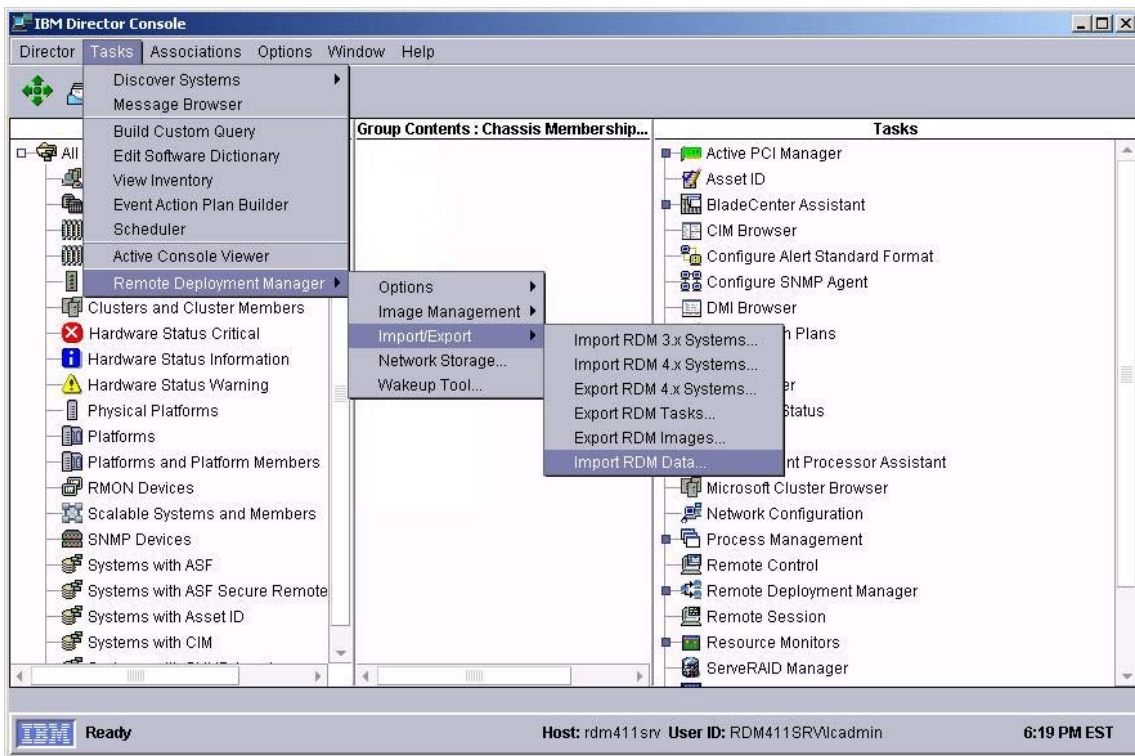 IBM Director Console
Director Tasks Associations Options Window Help
Discover Systems
Message Browser
Build Custom Query
Edit Software Dictionary
View Inventory
Event Action Plan Builder
Scheduler
Active Console Viewer
Remote Deployment Manager
Options
Image Management
Import/Export
Network Storage...
Wakeup Tool...
Import RDM 3.x Systems...
Import RDM 4.x Systems...
Export RDM 4.x Systems...
Export RDM Tasks...
Export RDM Images...
Import RDM Data...
All
Clusters and Cluster Members
Hardware Status Critical
Hardware Status Information
Hardware Status Warning
Physical Platforms
Platforms
Platforms and Platform Members
RMON Devices
Scalable Systems and Members
SNMP Devices
Systems with ASF
Systems with ASF Secure Remote
Systems with Asset ID
Systems with CIM
Group Contents : Chassis Membership...
Tasks
Active PCI Manager
Asset ID
BladeCenter Assistant
CIM Browser
Configure Alert Standard Format
Configure SNMP Agent
DMI Browser
Plans
Status
Processor Assistant
Microsoft Cluster Browser
Network Configuration
Process Management
Remote Control
Remote Deployment Manager
Remote Session
Resource Monitors
ServeRAID Manager
IBM Ready
Host: rdm411srv User ID: RDM411SRV\lcadmin
6:19 PM EST